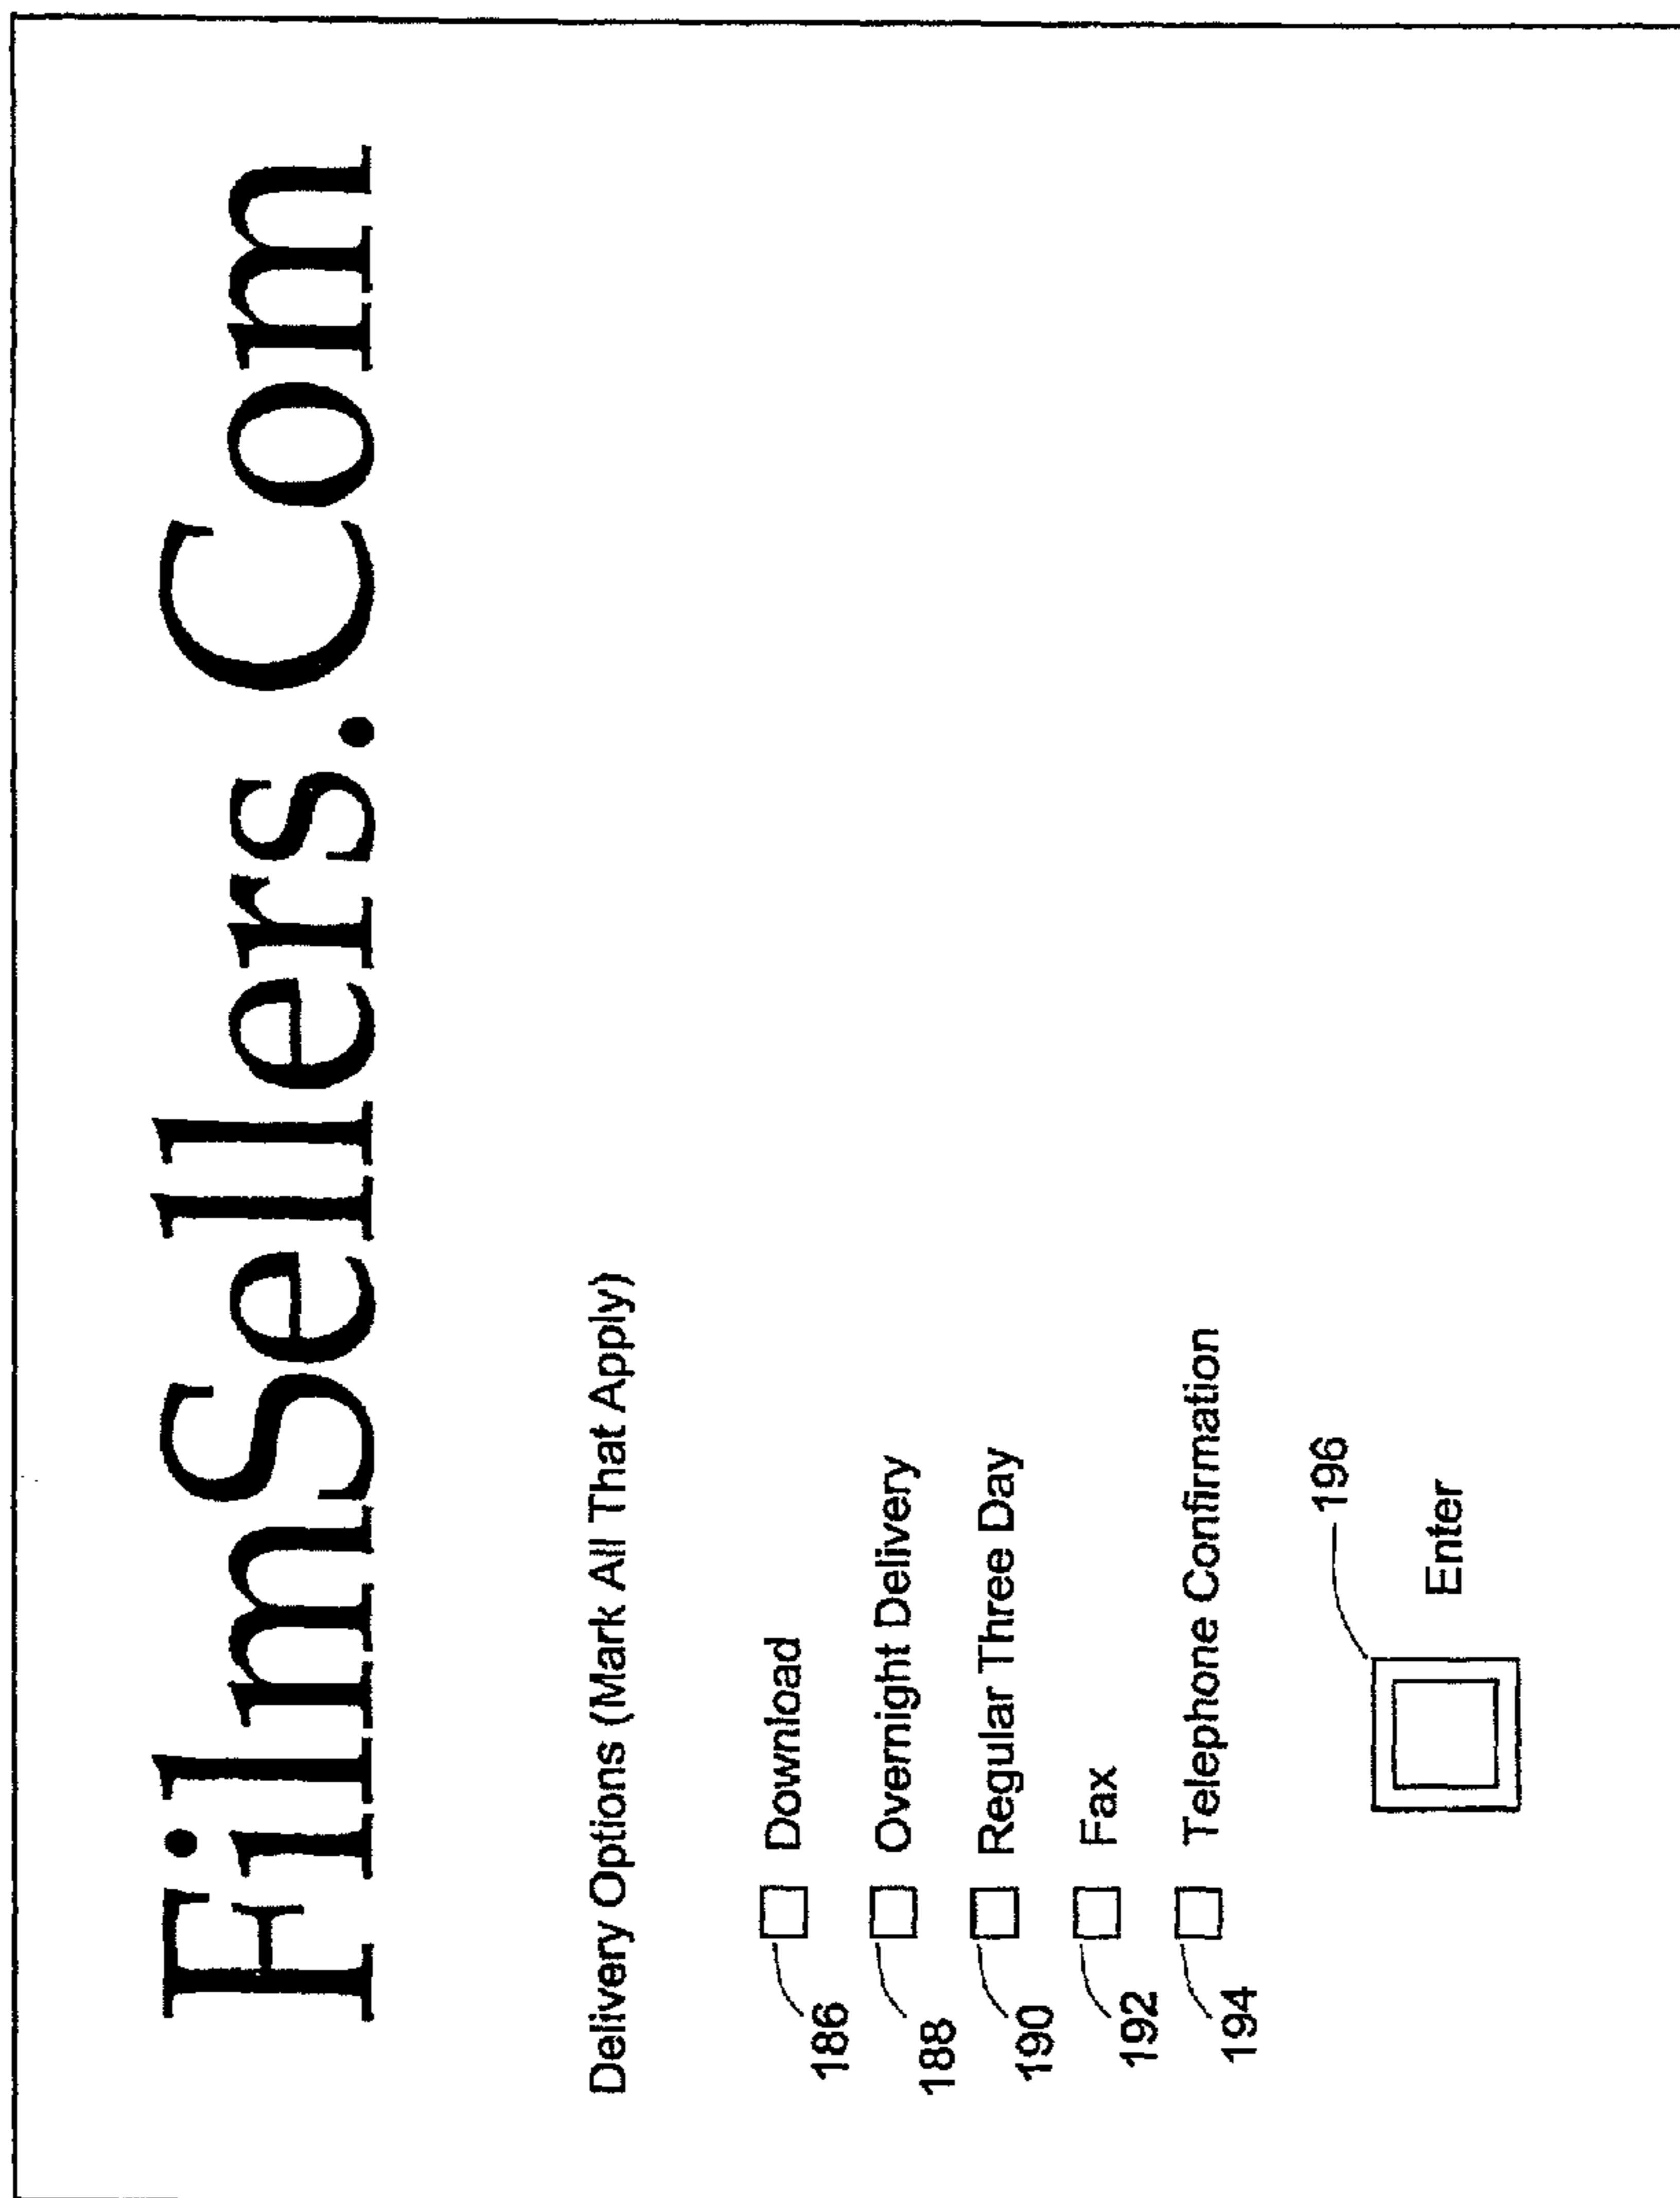 FilmSellers.Com
Delivery Options (Mark All That Apply)
186 Download
188 Overnight Delivery
190 Regular Three Day
192 Fax
194 Telephone Confirmation
196
Enter